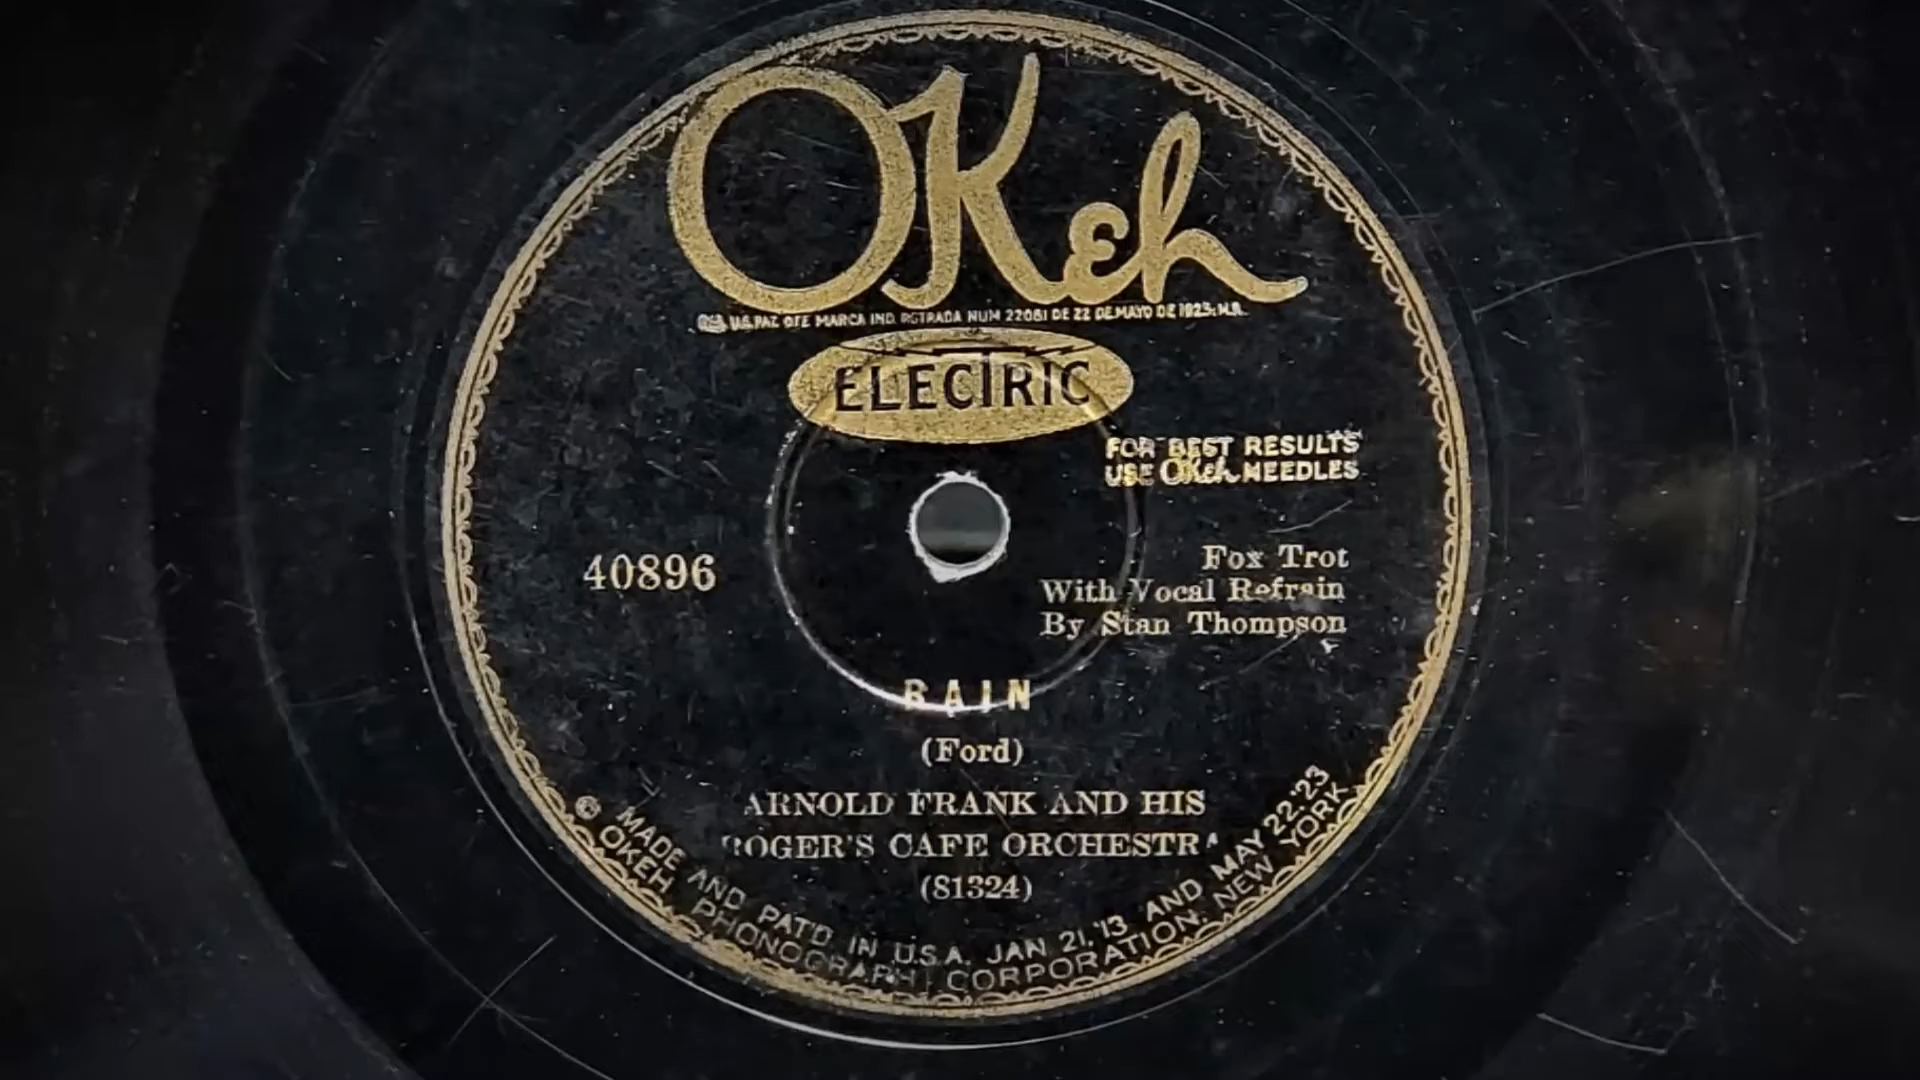 OKeh
U.S. PAT. OFF. MARCA IND. RGTRADA NUM 22081 DE 22 DE MAYO DE 1923. M.R.
ELECTRIC
FOR BEST RESULTS
USE OKeh NEEDLES
40896
Fox Trot
With Vocal Refrain
By Stan Thompson
RAIN
(Ford)
ARNOLD FRANK AND HIS
ROGER'S CAFE ORCHESTRA
(81324)
© MADE AND PAT'D IN U.S.A. JAN. 21, '13 AND MAY 22, '23
OKEH PHONOGRAPH CORPORATION, NEW YORK